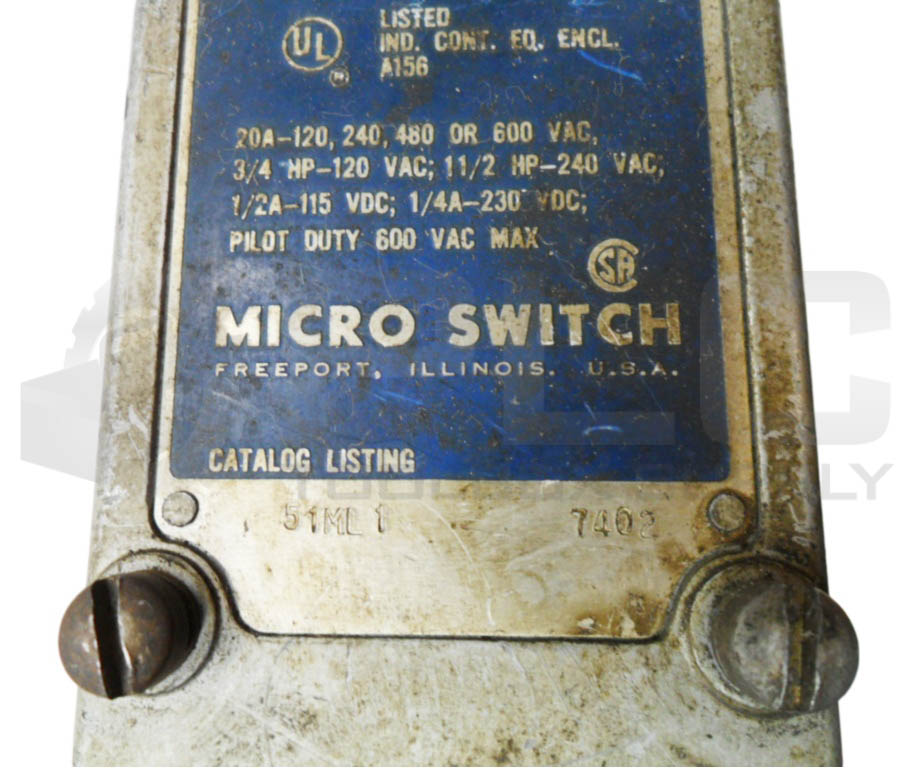 UL
®
LISTED
IND. CONT. EQ. ENCL.
A156
20A-120, 240, 480 OR 600 VAC,
3/4 HP-120 VAC; 11/2 HP-240 VAC;
1/2A-115 VDC; 1/4A-230 VDC;
PILOT DUTY 600 VAC MAX
SA
MICRO SWITCH
FREEPORT, ILLINOIS. U.S.A.
CATALOG LISTING
51ML1 7402